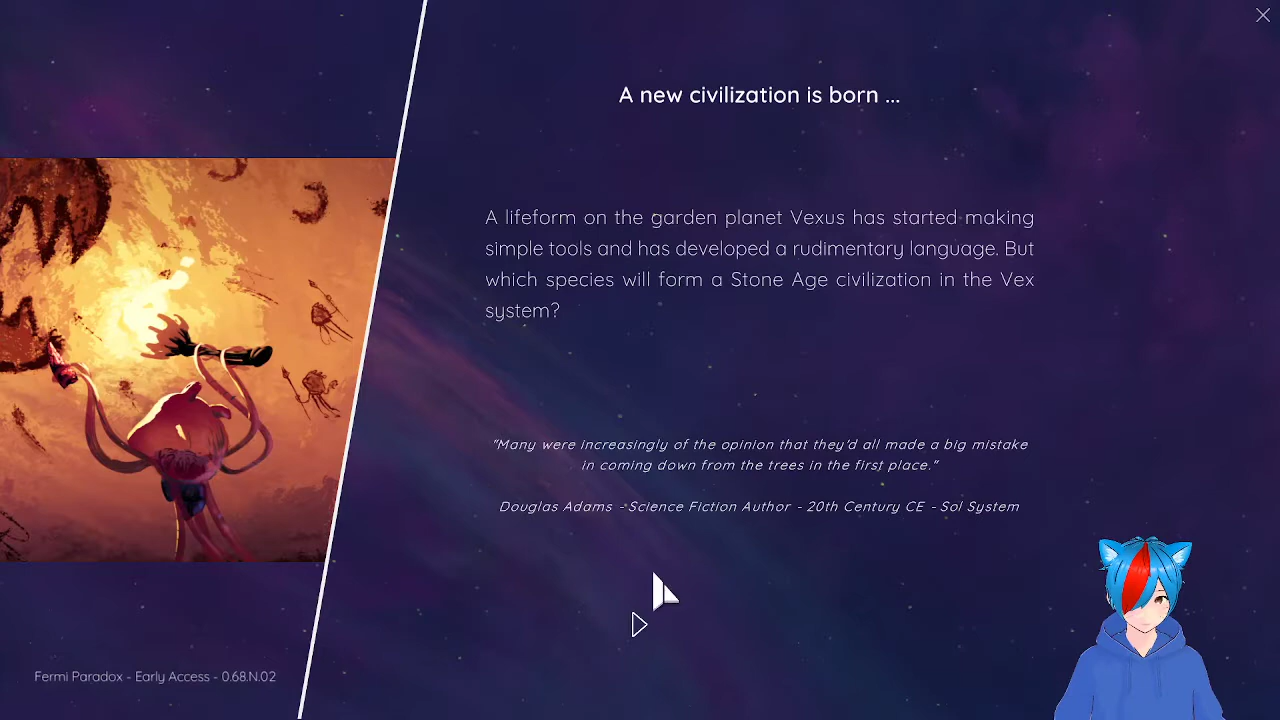 A new civilization is born ...
A lifeform on the garden planet Vexus has started making
simple tools and has developed a rudimentary language. But
which species will form a Stone Age civilization in the Vex
system?
"Many were increasingly of the opinion that they'd all made a big mistake
in coming down from the trees in the first place."
Douglas Adams - Science Fiction Author - 20th Century CE - Sol System
Fermi Paradox - Early Access - 0.68.N.02